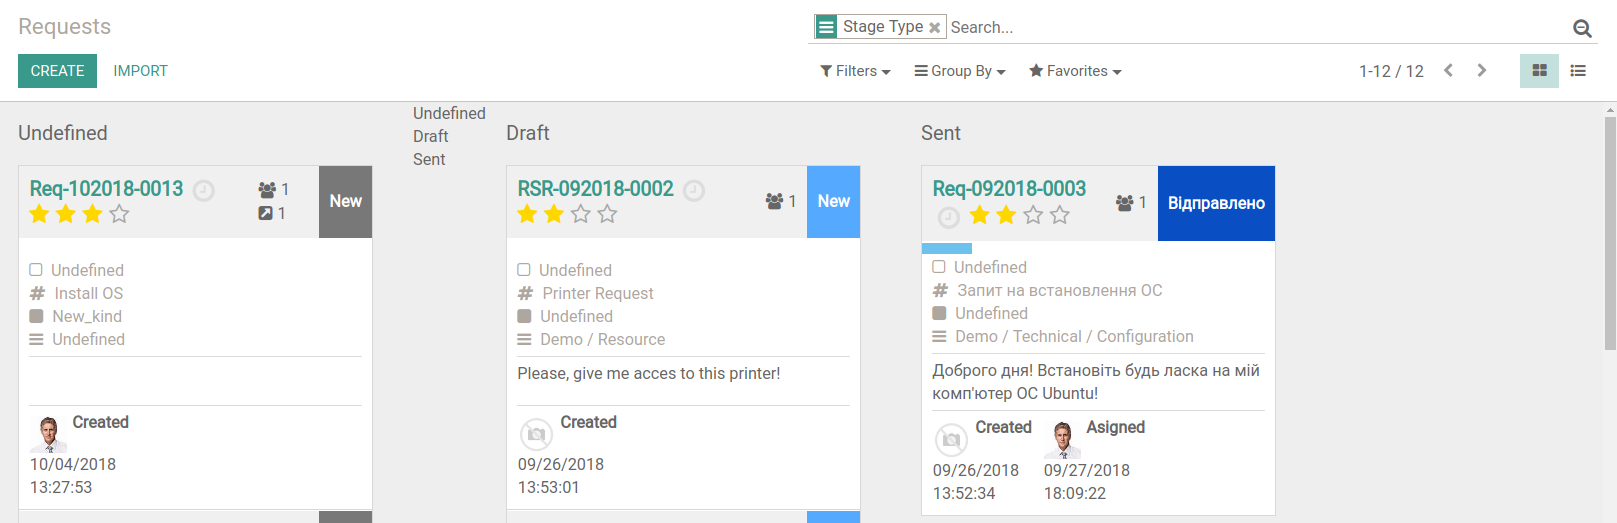 Requests
Stage Type Search...
CREATE IMPORT
Filters Group By Favorites 1-12 / 12
Undefined
Req-102018-0013
1
1
New
Undefined
Install OS
New_kind
Undefined
Created
10/04/2018
13:27:53
Undefined
Draft
Sent
Draft
RSR-092018-0002
1
New
Undefined
Printer Request
Undefined
Demo / Resource
Please, give me acces to this printer!
Created
09/26/2018
13:53:01
Sent
Req-092018-0003
1
Відправлено
Undefined
Запит на встановлення ОС
Undefined
Demo / Technical / Configuration
Доброго дня! Встановіть будь ласка на мій
комп'ютер ОС Ubuntu!
Created Asigned
09/26/2018 09/27/2018
13:52:34 18:09:22